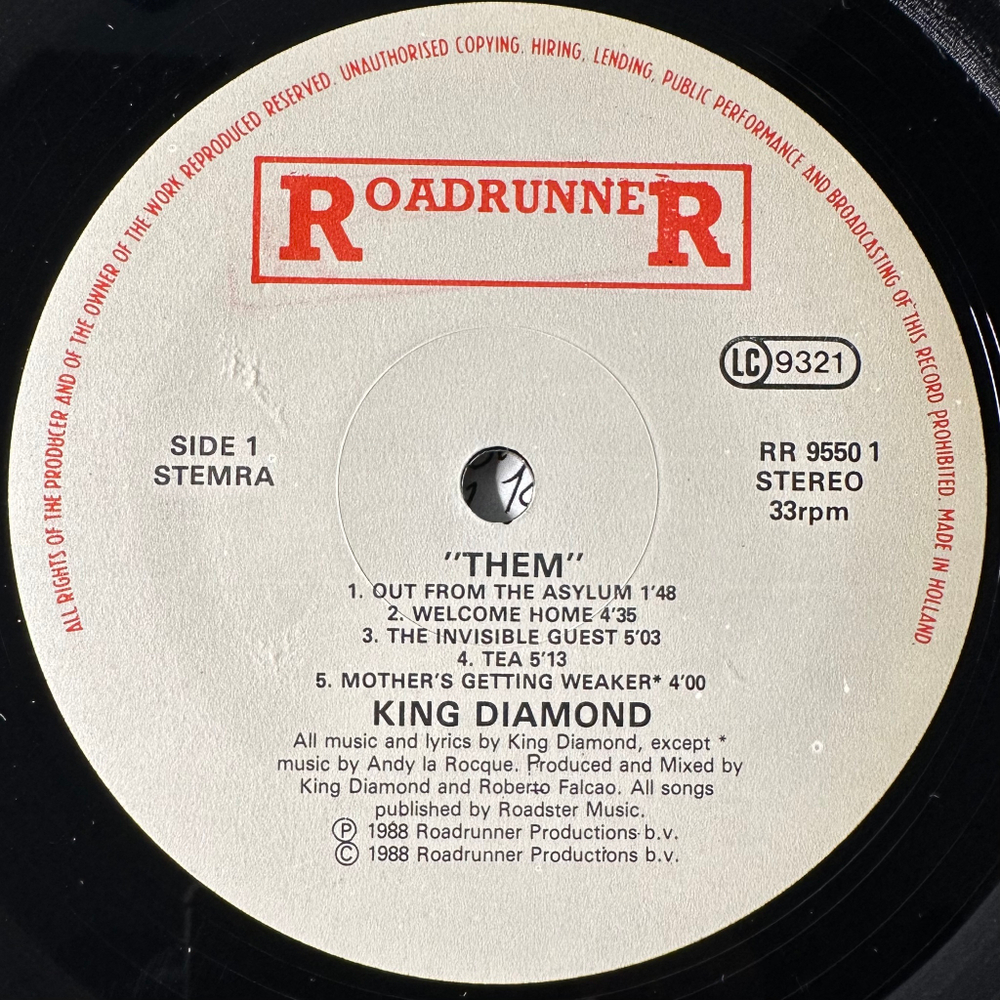 ALL RIGHTS OF THE PRODUCER AND OF THE OWNER OF THE WORK REPRODUCED RESERVED. UNAUTHORISED COPYING, HIRING, LENDING, PUBLIC PERFORMANCE AND BROADCASTING OF THIS RECORD PROHIBITED. MADE IN HOLLAND
ROADRUNNER
LC 9321
SIDE 1
STEMRA
RR 9550 1
STEREO
33rpm
"THEM"
1. OUT FROM THE ASYLUM 1'48
2. WELCOME HOME 4'35
3. THE INVISIBLE GUEST 5'03
4. TEA 5'13
5. MOTHER'S GETTING WEAKER* 4'00
KING DIAMOND
All music and lyrics by King Diamond, except *
music by Andy la Rocque. Produced and Mixed by
King Diamond and Roberto Falcao. All songs
published by Roadster Music.
Ⓟ 1988 Roadrunner Productions b.v.
© 1988 Roadrunner Productions b.v.